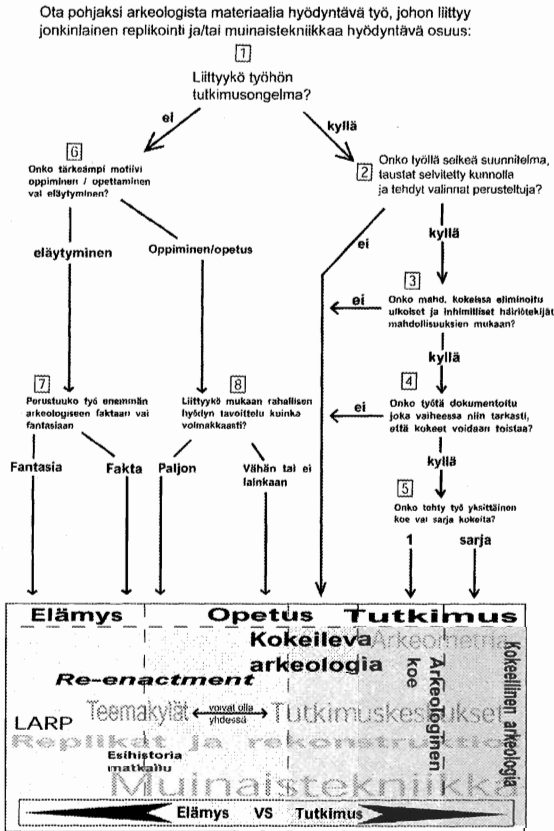 Ota pohjaksi arkeologista materiaalia hyödyntävä työ, johon liittyy
jonkinlainen replikointi ja/tai muinaistekniikkaa hyödyntävä osuus:
1
Liittyykö työhön
tutkimusongelma?
ei
kyllä
6
Onko tärkeämpi motiivi
oppiminen / opettaminen
vai eläytyminen?
2
Onko työllä selkeä suunnitelma,
taustat selvitetty kunnolla
ja tehdyt valinnat perusteltuja?
ei
kyllä
eläytyminen
Oppiminen/opetus
3
Onko mahd. kokeissa eliminoitu
ulkoiset ja inhimilliset häiriötekijät
mahdollisuuksien mukaan?
ei
kyllä
7
Perustuuko työ enemmän
arkeologiseen faktaan vai
fantasiaan
8
Liittyykö mukaan rahallisen
hyödyn tavoittelu kuinka
voimakkaasti?
4
Onko työtä dokumentoitu
joka vaiheessa niin tarkasti,
että kokeet voidaan toistaa?
ei
kyllä
Fantasia
Fakta
Paljon
Vähän tai ei
lainkaan
5
Onko tehty työ yksittäinen
koe vai sarja kokeita?
1
sarja
Elämys
Opetus
Tutkimus
Kokeileva
arkeologia
Arkeometria
Arkeologinen
koe
Kokeellinen arkeologia
Re-enactment
Teemakylät
voivat olla
yhdessä
Tutkimuskeskukset
LARP
Replikat ja rekonstruktio
Esihistoria
matkailu
Muinaistekniikka
Elämys VS Tutkimus